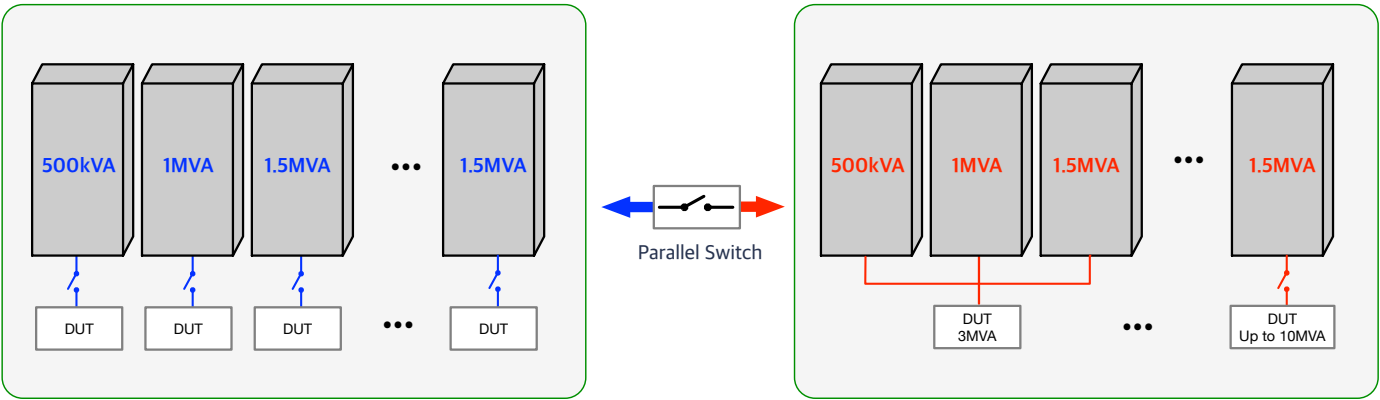 500kVA 1MVA 1.5MVA ••• 1.5MVA
DUT DUT DUT ••• DUT
Parallel Switch
500kVA 1MVA 1.5MVA ••• 1.5MVA
DUT
3MVA
•••
DUT
Up to 10MVA